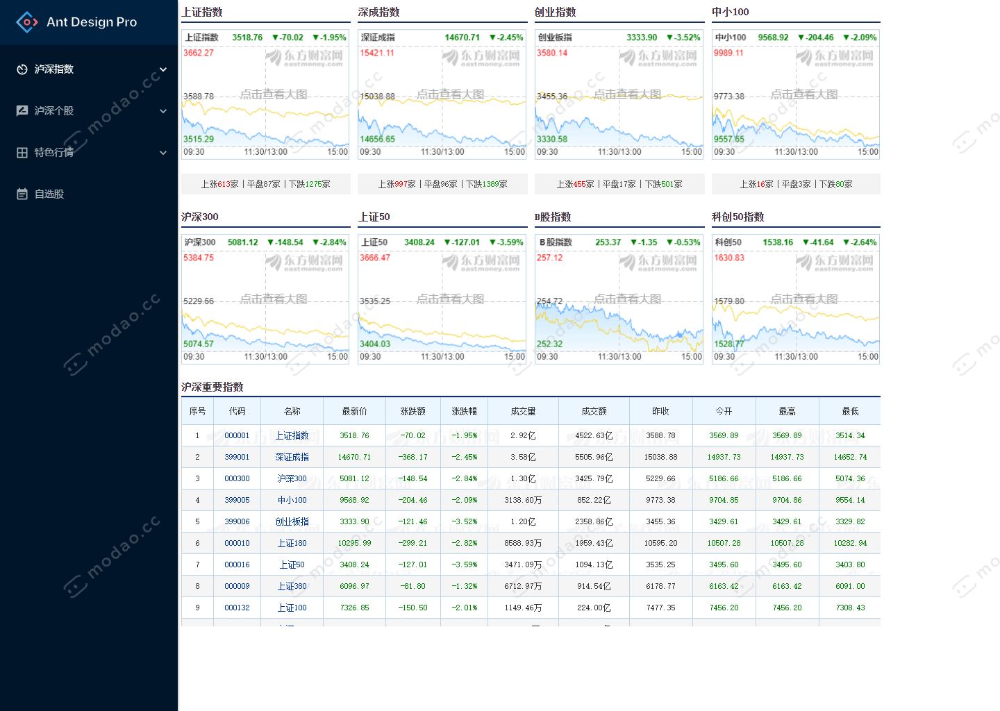 Ant Design Pro
泸深指数
泸深个股
特色行情
自选股
上证指数 深成指数 创业指数 中小100
上证指数 3518.76 ▼-70.02 ▼-1.95% 深证成指 14670.71 ▼-2.45% 创业板指 3333.90 ▼-3.52% 中小100 9568.92 ▼-204.46 ▼-2.09%
3662.27 东方财富网 15421.11 东方财富网 3580.14 东方财富网 9989.11 东方财富网
eastmoney.com eastmoney.com eastmoney.com eastmoney.com
3588.78 点击查看大图 15038.88 点击查看大图 3455.36 点击查看大图 9773.38 点击查看大图
3515.29 14656.65 3330.58 9557.65
09:30 11:30/13:00 15:00 09:30 11:30/13:00 15:00 09:30 11:30/13:00 15:00 09:30 11:30/13:00 15:00
上涨613家 | 平盘87家 | 下跌1275家 上涨997家 | 平盘96家 | 下跌1389家 上涨455家 | 平盘17家 | 下跌501家 上涨16家 | 平盘3家 | 下跌80家
沪深300 上证50 B股指数 科创50指数
沪深300 5081.12 ▼-148.54 ▼-2.84% 上证50 3408.24 ▼-127.01 ▼-3.59% B股指数 253.37 ▼-1.35 ▼-0.53% 科创50 1538.16 ▼-41.64 ▼-2.64%
5384.75 东方财富网 3666.47 东方财富网 257.12 东方财富网 1630.83 东方财富网
eastmoney.com eastmoney.com eastmoney.com eastmoney.com
5229.66 点击查看大图 3535.25 点击查看大图 254.72 点击查看大图 1579.80 点击查看大图
5074.57 3404.03 252.32 1528.77
09:30 11:30/13:00 15:00 09:30 11:30/13:00 15:00 09:30 11:30/13:00 15:00 09:30 11:30/13:00 15:00
沪深重要指数
序号 代码 名称 最新价 涨跌额 涨跌幅 成交量 成交额 昨收 今开 最高 最低
1 000001 上证指数 3518.76 -70.02 -1.95% 2.92亿 4522.63亿 3588.78 3569.89 3569.89 3514.34
2 399001 深证成指 14670.71 -368.17 -2.45% 3.58亿 5505.96亿 15038.88 14937.73 14937.73 14652.74
3 000300 沪深300 5081.12 -148.54 -2.84% 1.30亿 3425.79亿 5229.66 5186.66 5186.66 5074.36
4 399005 中小100 9568.92 -204.46 -2.09% 3138.60万 852.22亿 9773.38 9704.85 9704.86 9554.14
5 399006 创业板指 3333.90 -121.46 -3.52% 1.20亿 2358.86亿 3455.36 3429.61 3429.61 3329.82
6 000010 上证180 10295.99 -299.21 -2.82% 8588.93万 1959.43亿 10595.20 10507.28 10507.28 10282.94
7 000016 上证50 3408.24 -127.01 -3.59% 3471.09万 1094.13亿 3535.25 3495.60 3495.60 3403.80
8 000009 上证380 6096.97 -81.80 -1.32% 6712.97万 914.54亿 6178.77 6163.42 6163.42 6091.00
9 000132 上证100 7326.85 -150.50 -2.01% 1149.46万 224.00亿 7477.35 7456.20 7456.20 7308.43
modao.cc